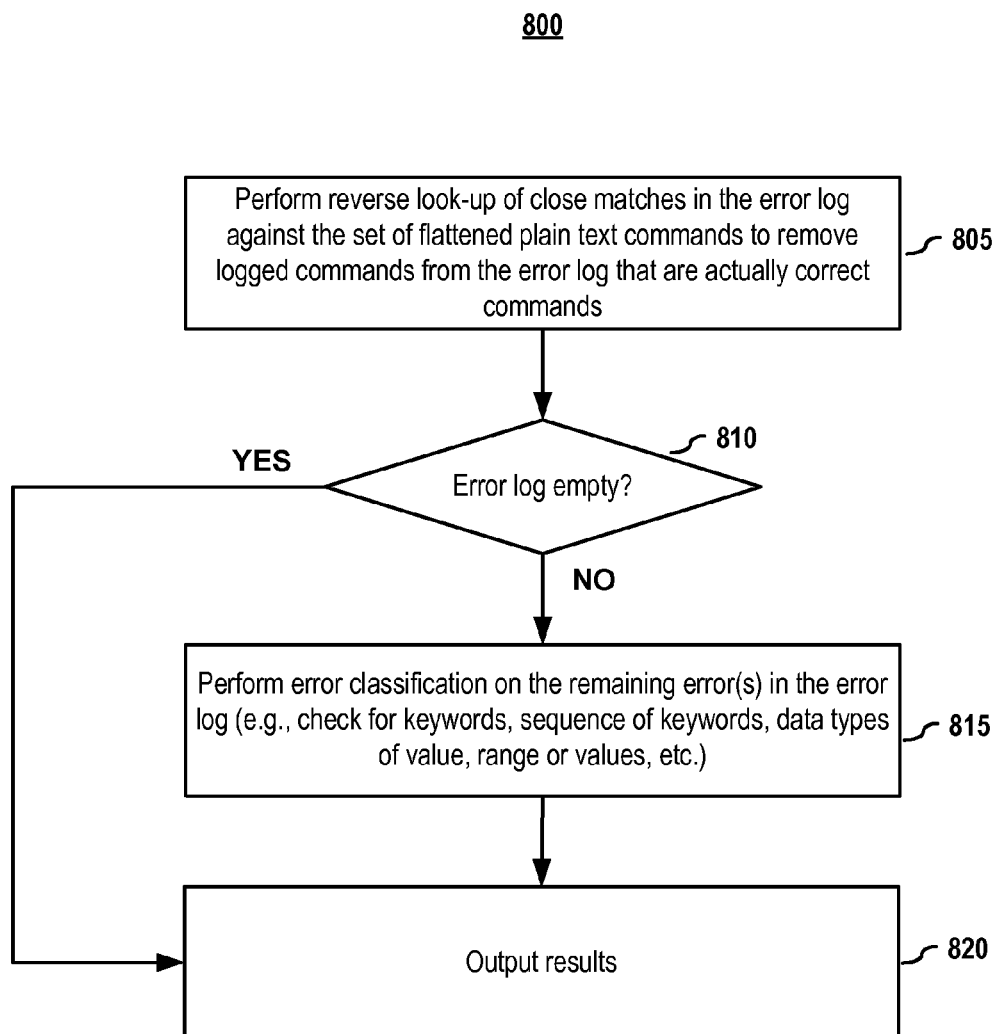 800
Perform reverse look-up of close matches in the error log
against the set of flattened plain text commands to remove
logged commands from the error log that are actually correct
commands
805
810
YES
Error log empty?
NO
Perform error classification on the remaining error(s) in the error
log (e.g., check for keywords, sequence of keywords, data types
of value, range or values, etc.)
815
Output results
820